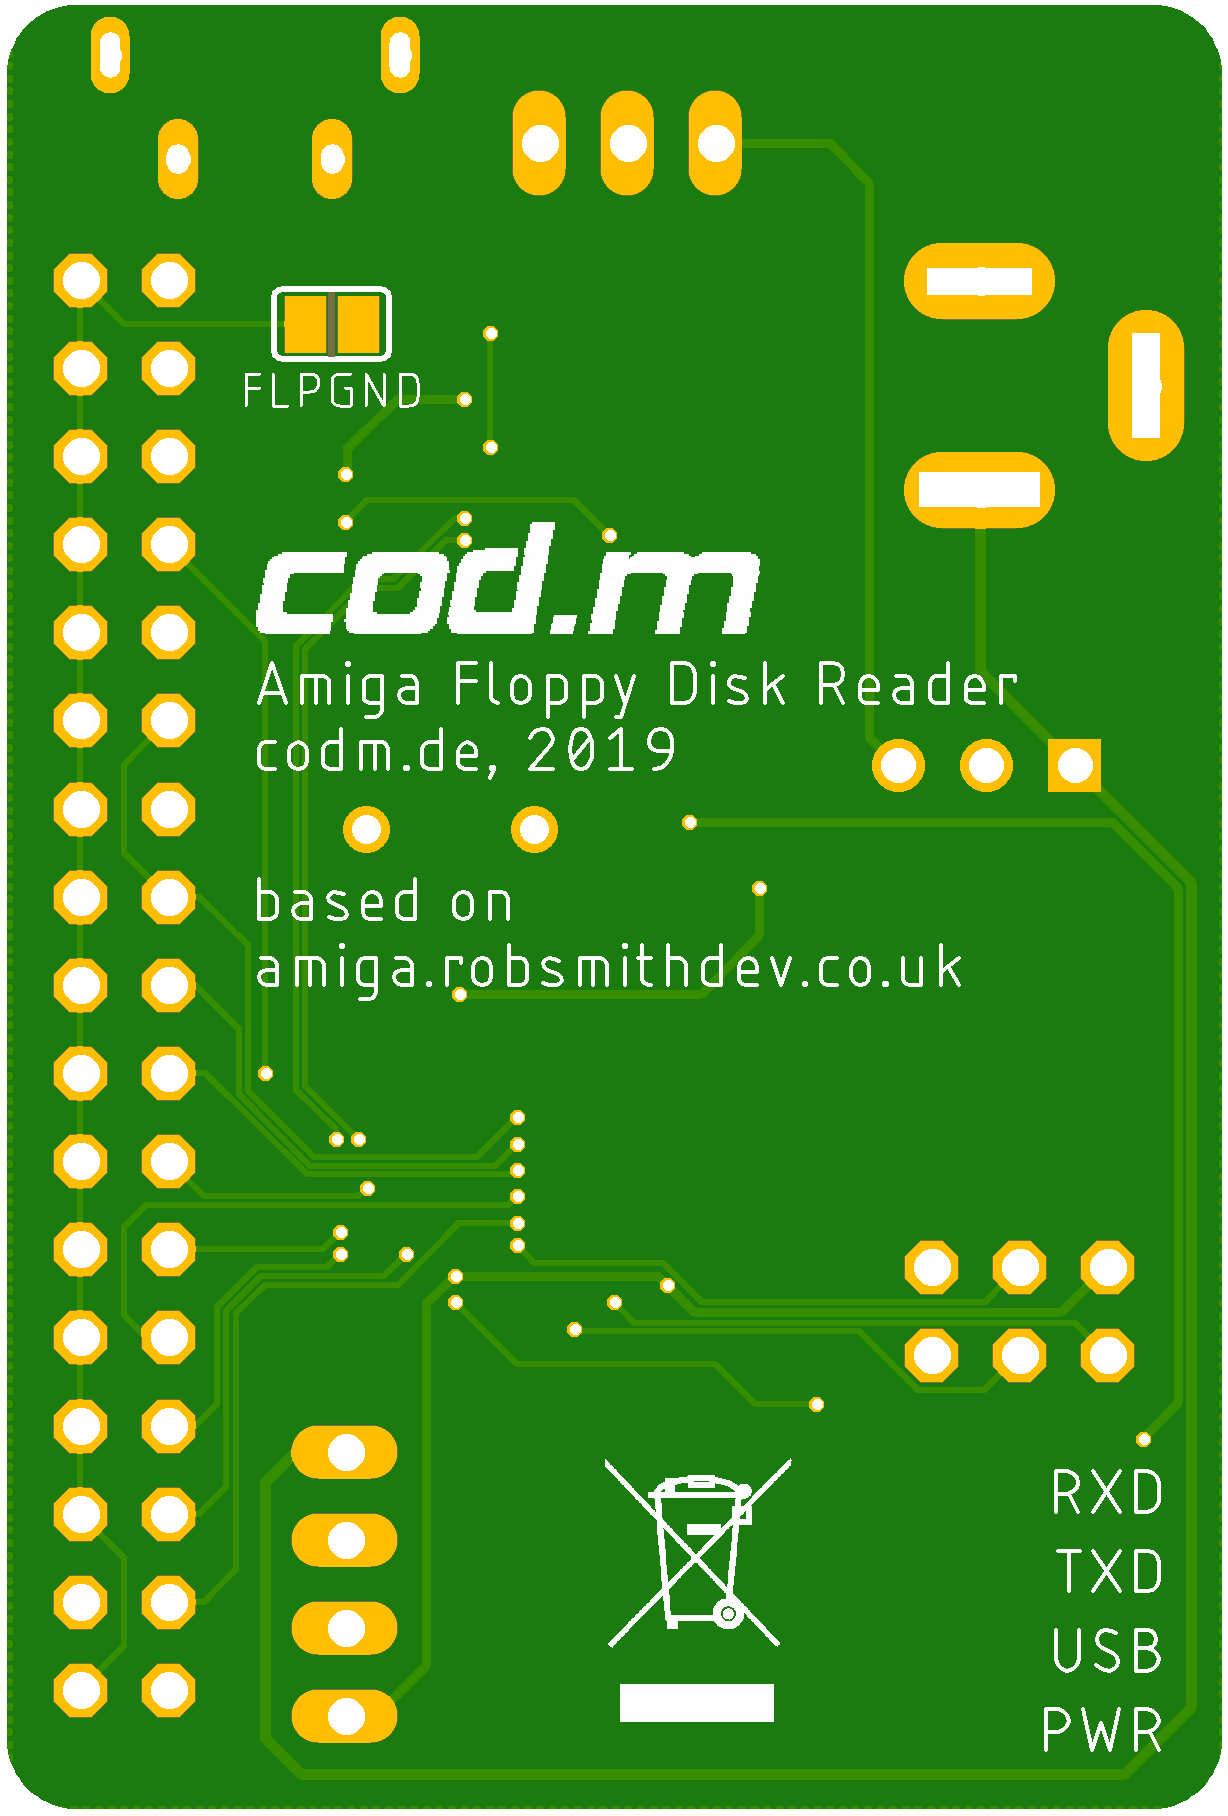 FLPGND
cod.m
Amiga Floppy Disk Reader
codm.de, 2019
based on
amiga.robsmithdev.co.uk
RXD
TXD
USB
PWR